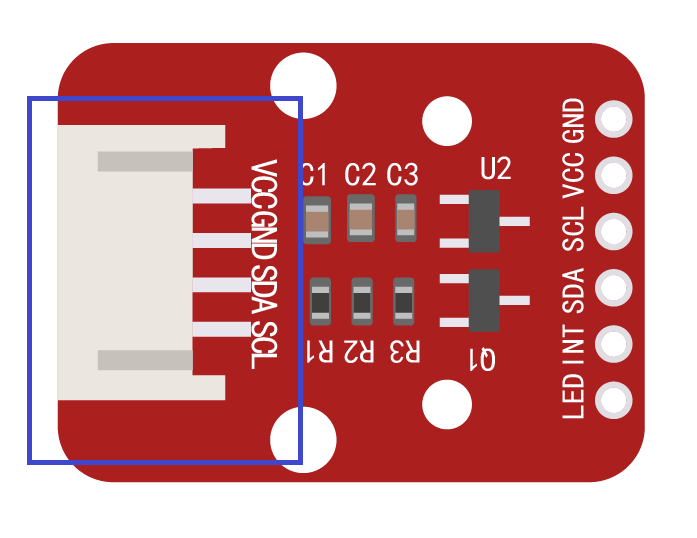 VCC
GND
SDA
SCL
C1 C2 C3
R1 R2 R3
U2
Q1
GND
VCC
SCL
SDA
INT
LED